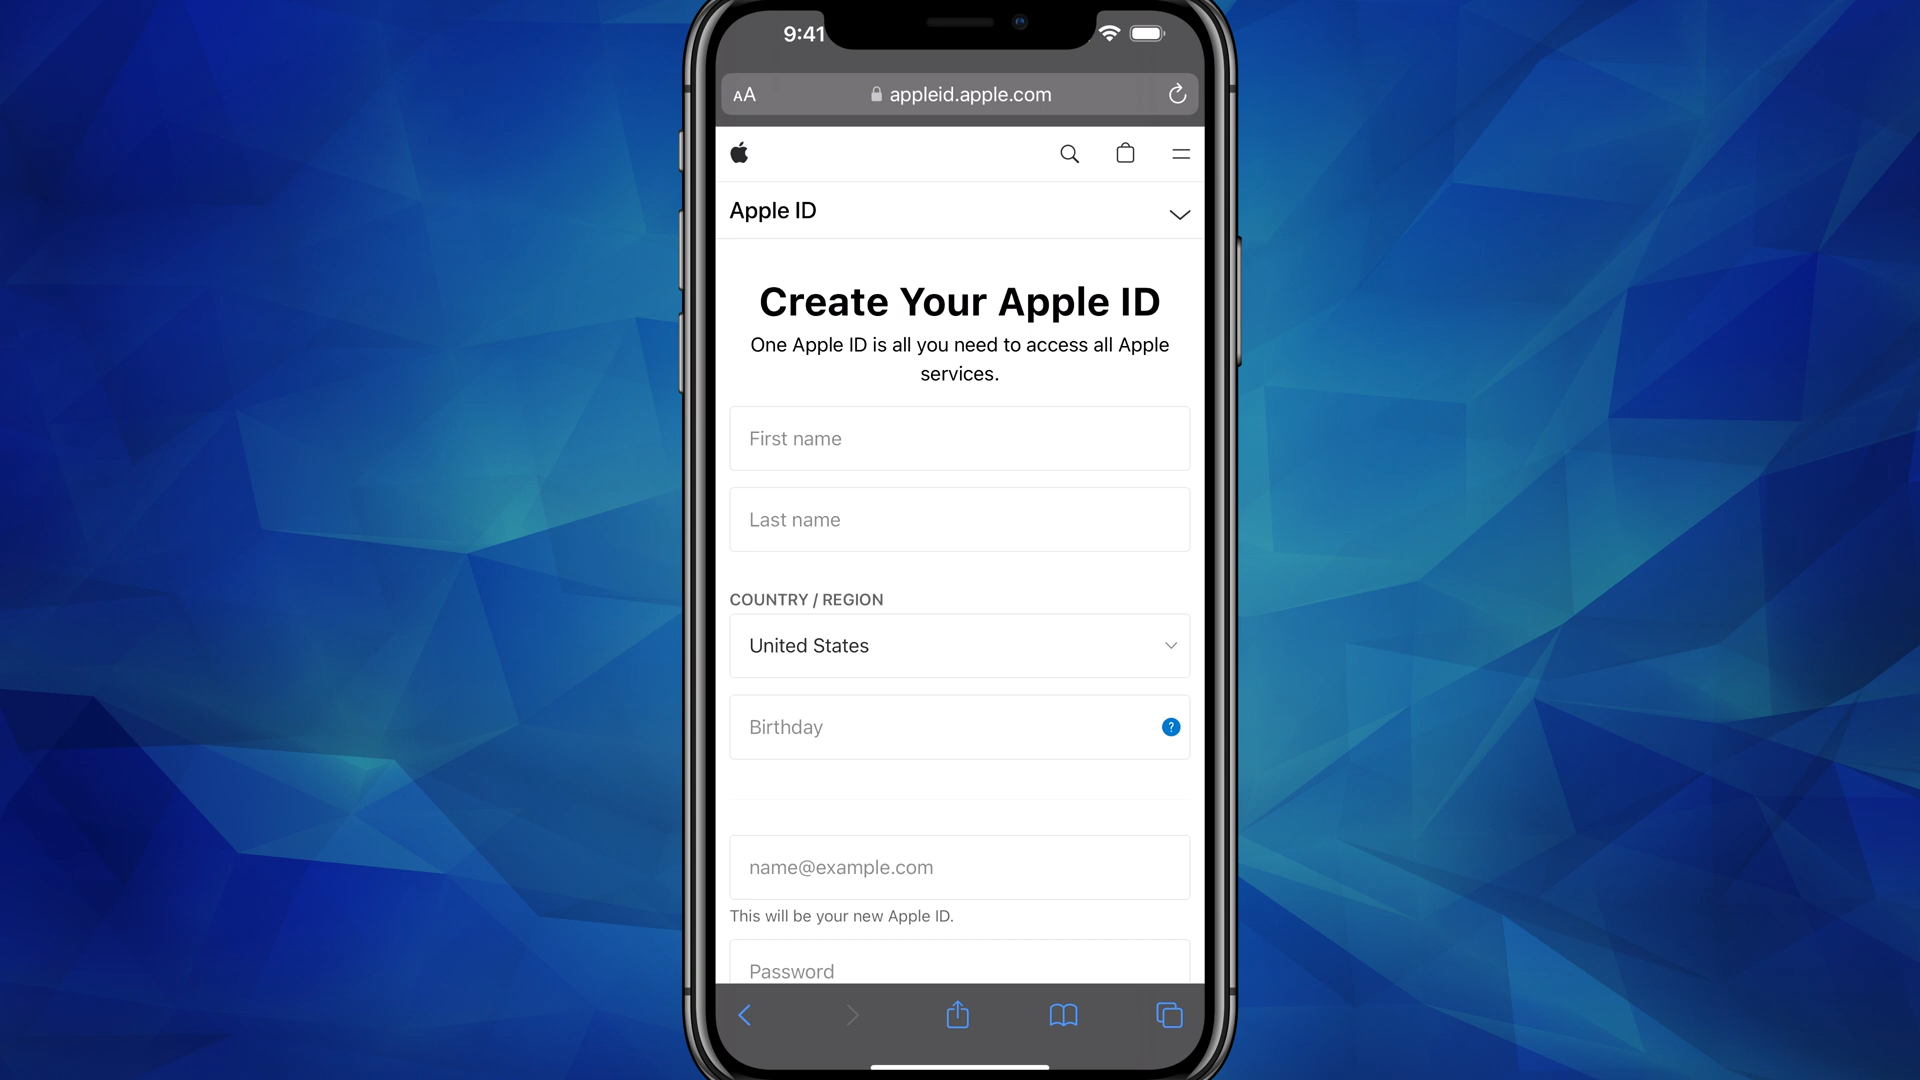 9:41
AA appleid.apple.com
Apple ID
Create Your Apple ID
One Apple ID is all you need to access all Apple
services.
First name
Last name
COUNTRY / REGION
United States
Birthday ?
name@example.com
This will be your new Apple ID.
Password